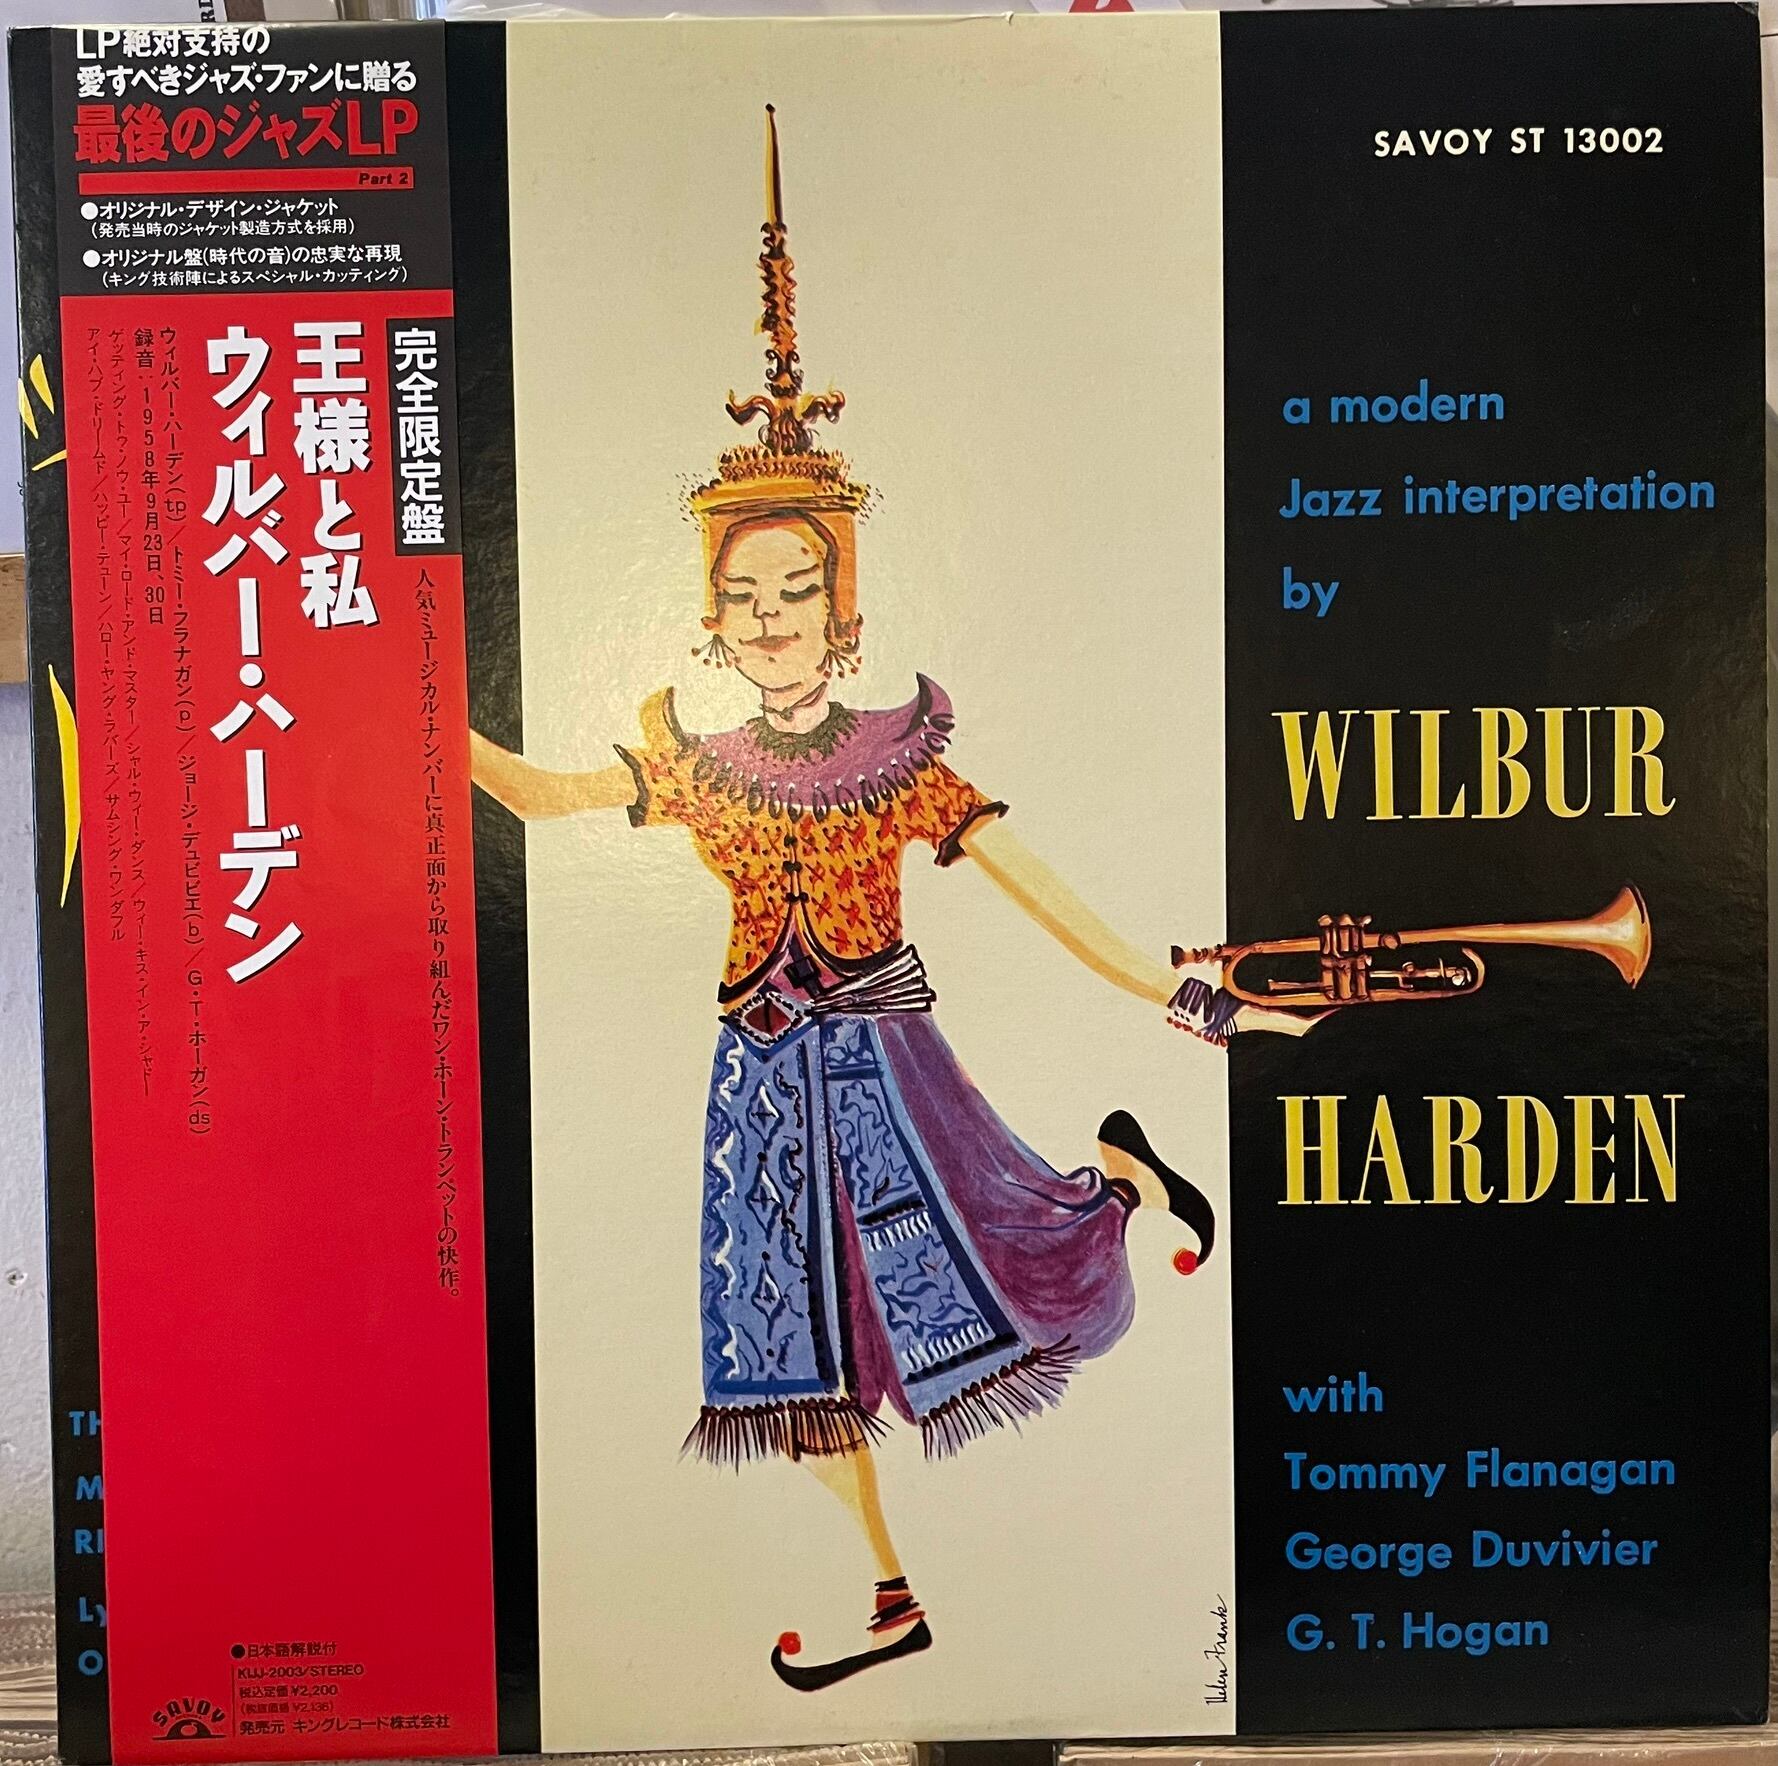 LP絶対支持の
愛すべきジャズ・ファンに贈る
最後のジャズLP
Part 2
●オリジナル・デザイン・ジャケット
(発売当時のジャケット製造方式を採用)
●オリジナル盤(時代の音)の忠実な再現
(キング技術陣によるスペシャル・カッティング)
完全限定盤
人気ミュージカル・ナンバーに真正面から取り組んだワン・ホーン・トランペットの快作。
王様と私
ウィルバー・ハーデン
ウィルバー・ハーデン(tp)/トミー・フラナガン(p)/ジョージ・デュビビエ(b)/G・T・ホーガン(ds)
録音:1958年9月23日、30日
ゲッティング・トゥ・ノウ・ユー/マイ・ロード・アンド・マスター/シャル・ウィー・ダンス/ウィー・キス・イン・ア・シャドー
アイ・ハブ・ドリームド/ハッピー・テューン/ハロー・ヤング・ラバーズ/サムシング・ワンダフル
●日本語解説付
KIJJ-2003/STEREO
税込定価¥2,200
(税抜価格 ¥2,136)
発売元 キングレコード株式会社
SAVOY
TH
M
RI
Ly
O
Helen Frank
SAVOY ST 13002
a modern
Jazz interpretation
by
WILBUR
HARDEN
with
Tommy Flanagan
George Duvivier
G. T. Hogan